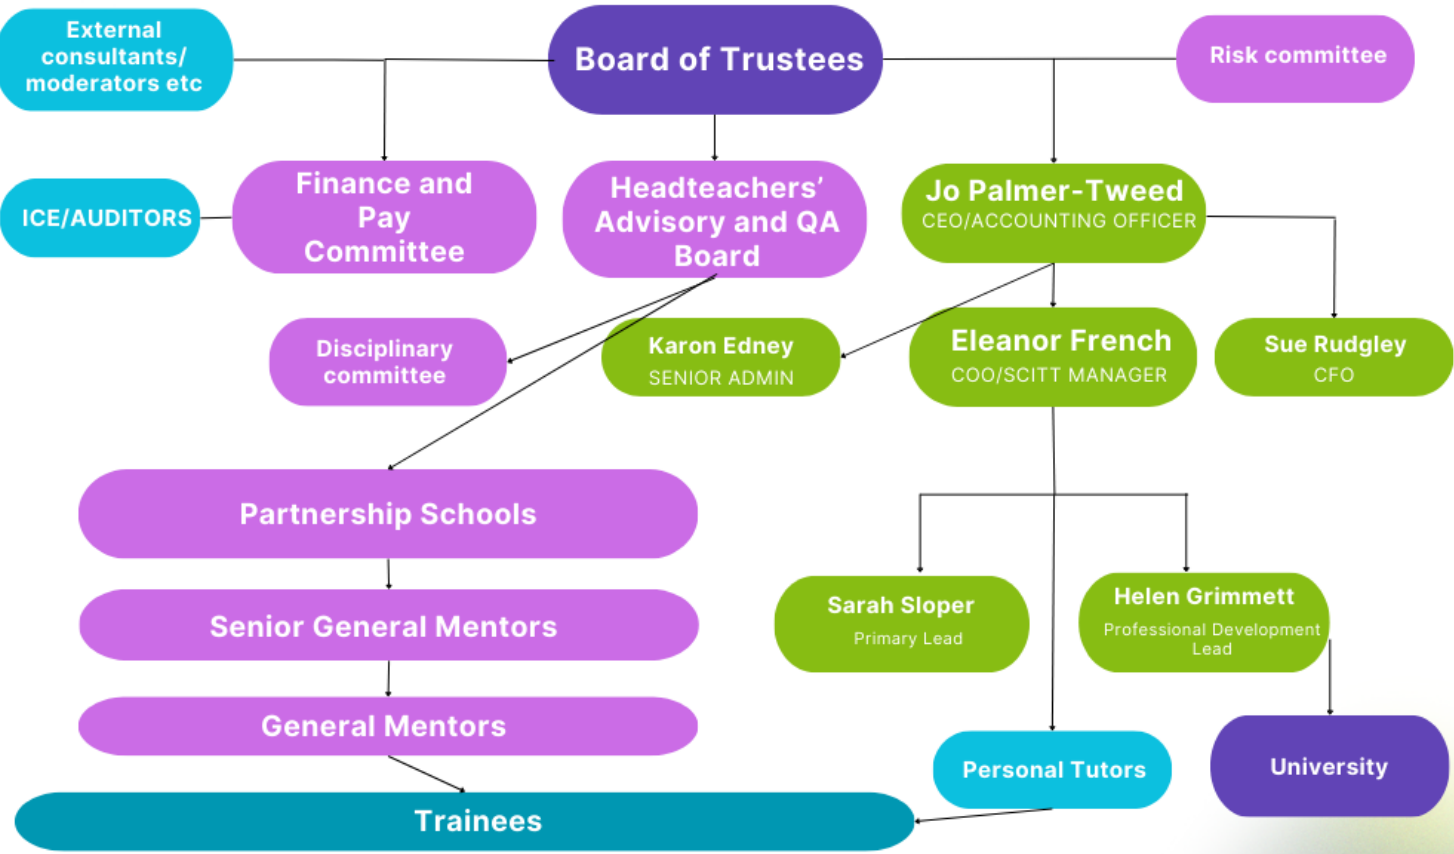 External
consultants/
moderators etc
Board of Trustees
Risk committee
ICE/AUDITORS
Finance and
Pay
Committee
Headteachers’
Advisory and QA
Board
Jo Palmer-Tweed
CEO/ACCOUNTING OFFICER
Disciplinary
committee
Karon Edney
SENIOR ADMIN
Eleanor French
COO/SCITT MANAGER
Sue Rudgley
CFO
Partnership Schools
Senior General Mentors
General Mentors
Sarah Sloper
Primary Lead
Helen Grimmett
Professional Development
Lead
Personal Tutors
University
Trainees